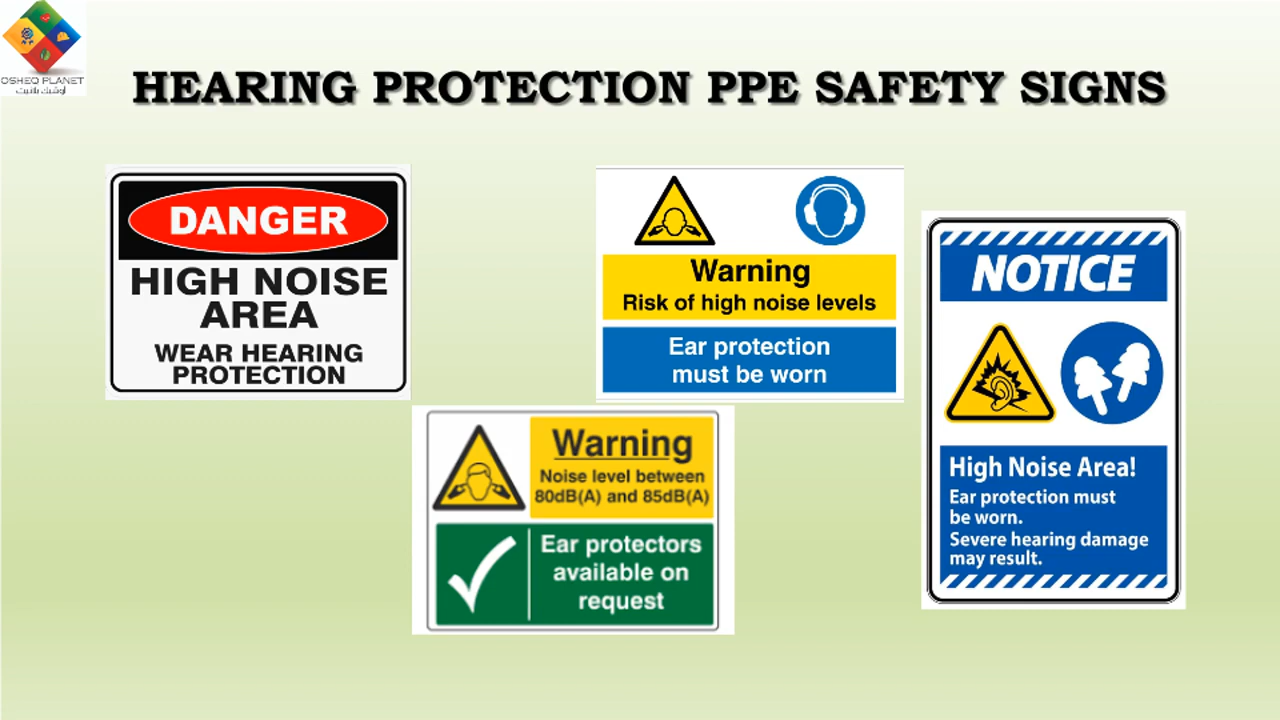 OSHEQ PLANET
أوشيك بلانيت
HEARING PROTECTION PPE SAFETY SIGNS
DANGER
HIGH NOISE
AREA
WEAR HEARING
PROTECTION
Warning
Risk of high noise levels
Ear protection
must be worn
Warning
Noise level between
80dB(A) and 85dB(A)
Ear protectors
available on
request
NOTICE
High Noise Area!
Ear protection must
be worn.
Severe hearing damage
may result.